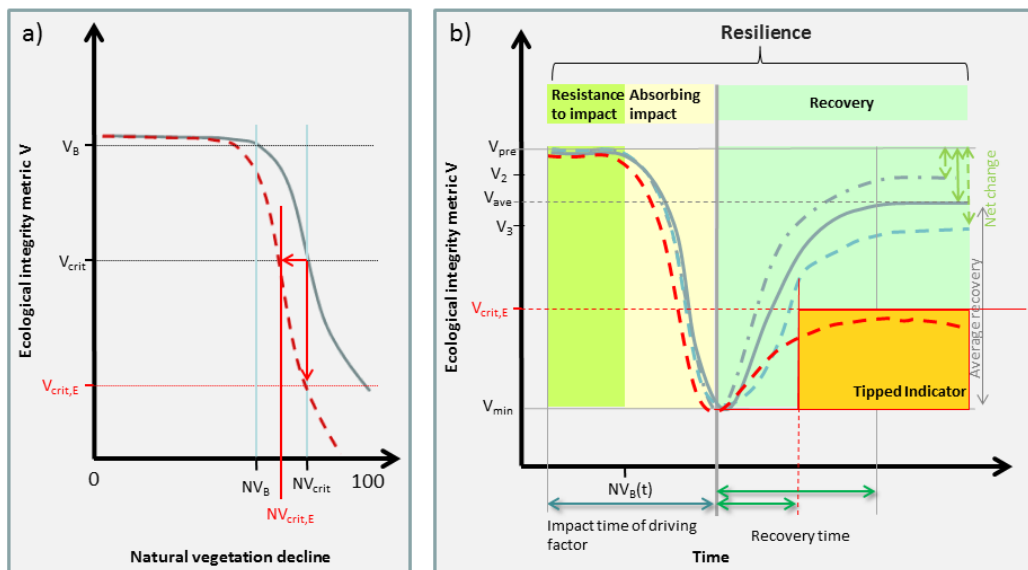 a)
Ecological integrity metric V
V_B
V_crit
V_crit,E
0
NV_B
NV_crit
100
NV_crit,E
Natural vegetation decline
b)
Resilience
Resistance
to impact
Absorbing
impact
Recovery
Ecological integrity metric V
V_pre
V_2
V_ave
V_3
V_crit,E
V_min
Net change
Average recovery
Tipped Indicator
NV_B(t)
Impact time of driving
factor
Recovery time
Time